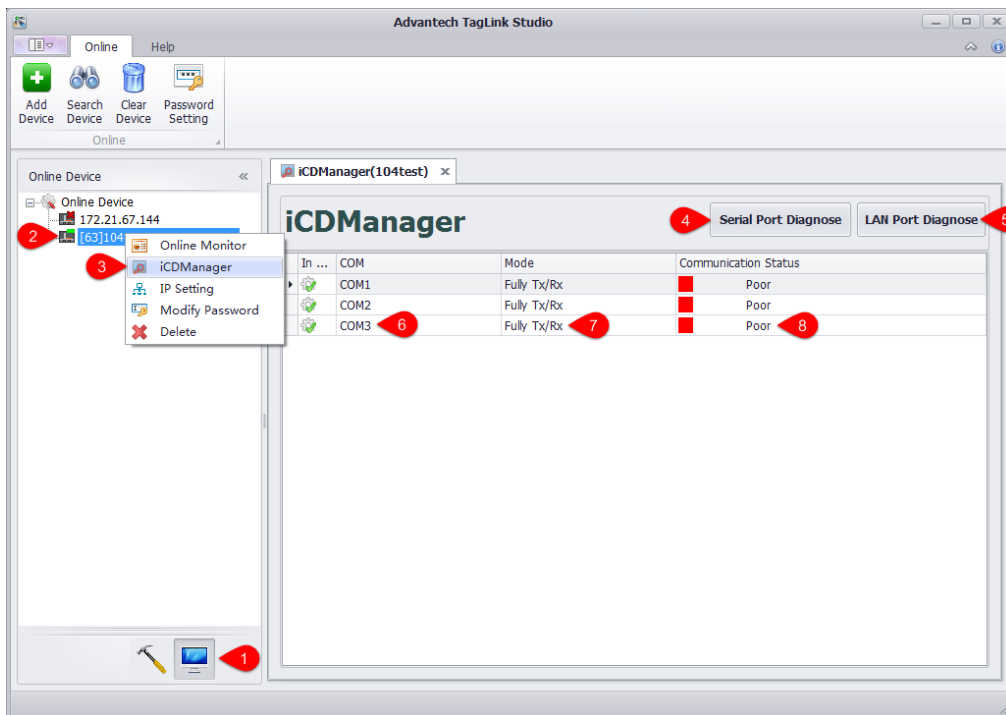 Advantech TagLink Studio
Online Help
Add Device
Search Device
Clear Device
Password Setting
Online
Online Device «
iCDManager(104test) x
Online Device
172.21.67.144
2 [63]104
Online Monitor
3 iCDManager
IP Setting
Modify Password
Delete
iCDManager
4 Serial Port Diagnose
LAN Port Diagnose 5
In ... COM Mode Communication Status
COM1 Fully Tx/Rx Poor
COM2 Fully Tx/Rx Poor
COM3 6 Fully Tx/Rx 7 Poor 8
1